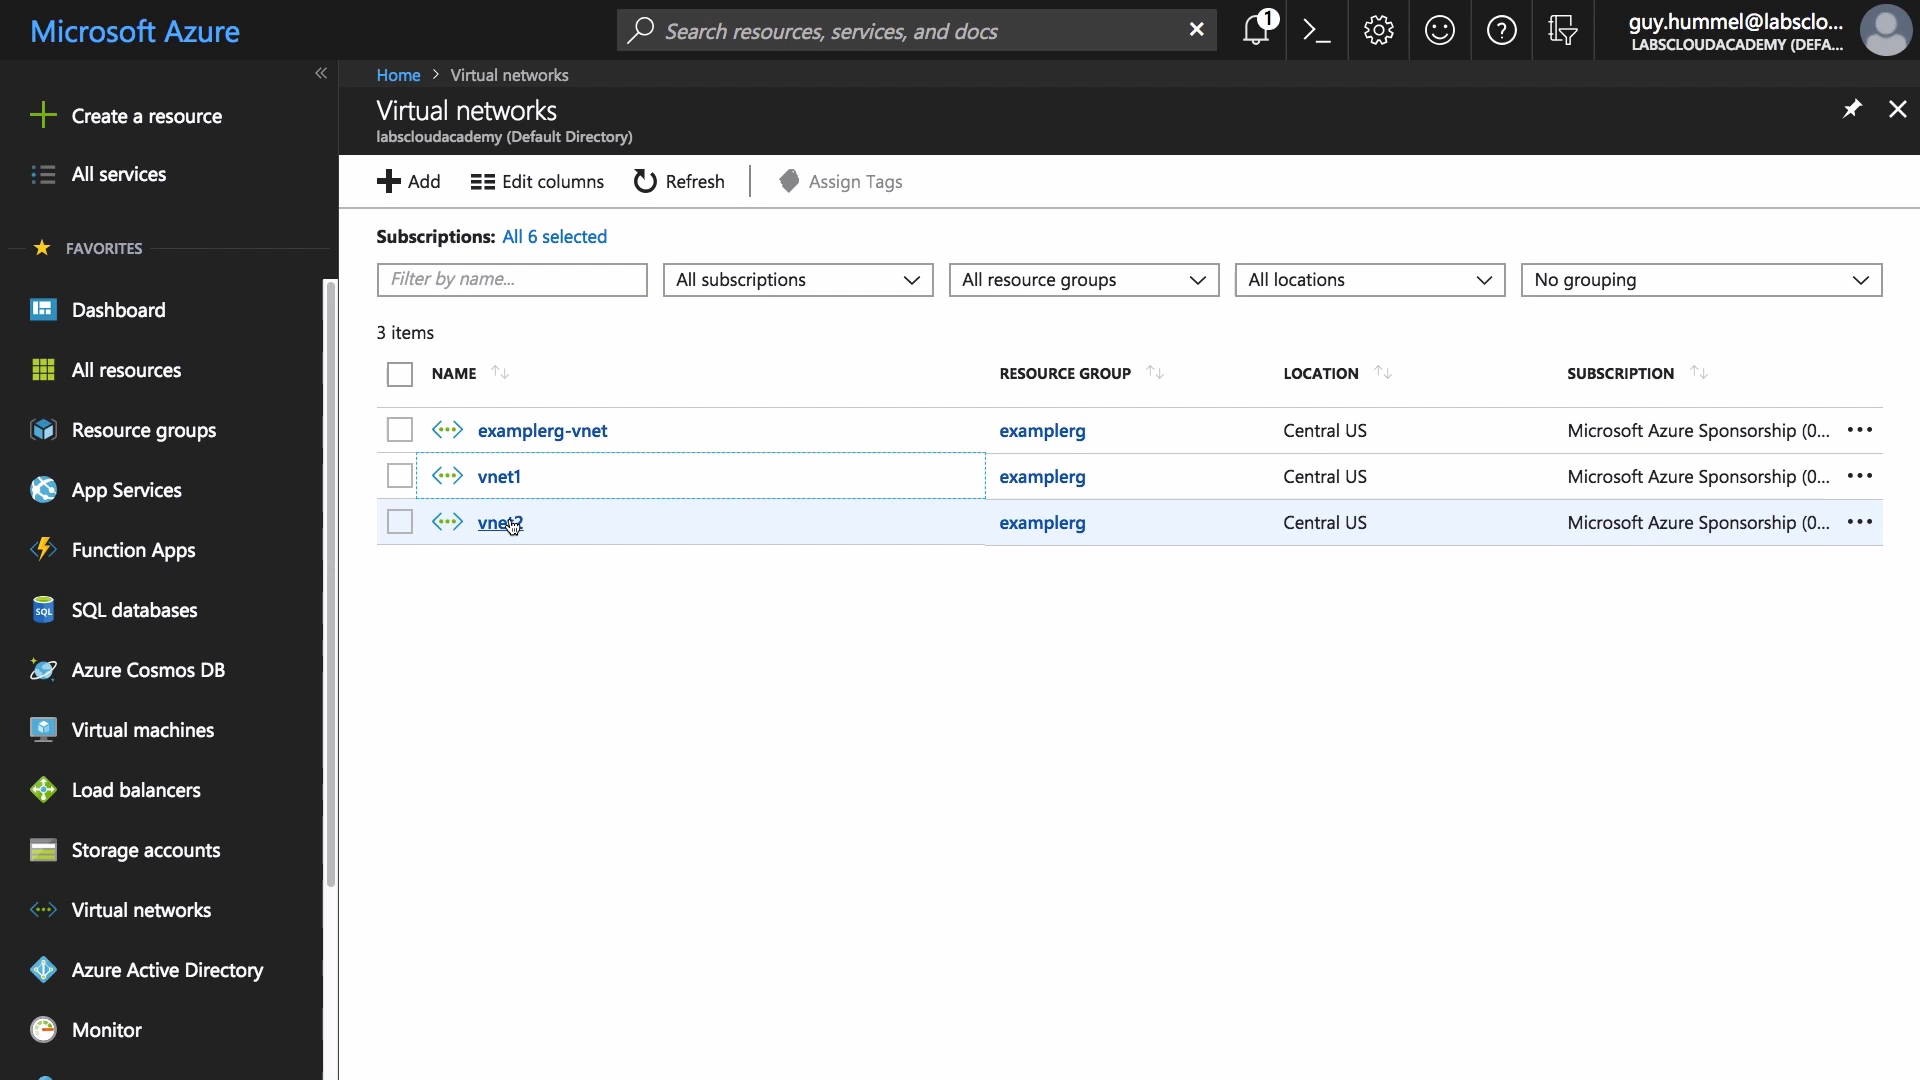 Microsoft Azure
Search resources, services, and docs
1
guy.hummel@labsclo...
LABSCLOUDACADEMY (DEFA...
Create a resource
All services
FAVORITES
Dashboard
All resources
Resource groups
App Services
Function Apps
SQL databases
Azure Cosmos DB
Virtual machines
Load balancers
Storage accounts
Virtual networks
Azure Active Directory
Monitor
Home > Virtual networks
Virtual networks
labscloudacademy (Default Directory)
Add Edit columns Refresh Assign Tags
Subscriptions: All 6 selected
Filter by name... All subscriptions All resource groups All locations No grouping
3 items
NAME RESOURCE GROUP LOCATION SUBSCRIPTION
examplerg-vnet examplerg Central US Microsoft Azure Sponsorship (0...
vnet1 examplerg Central US Microsoft Azure Sponsorship (0...
vnet2 examplerg Central US Microsoft Azure Sponsorship (0...